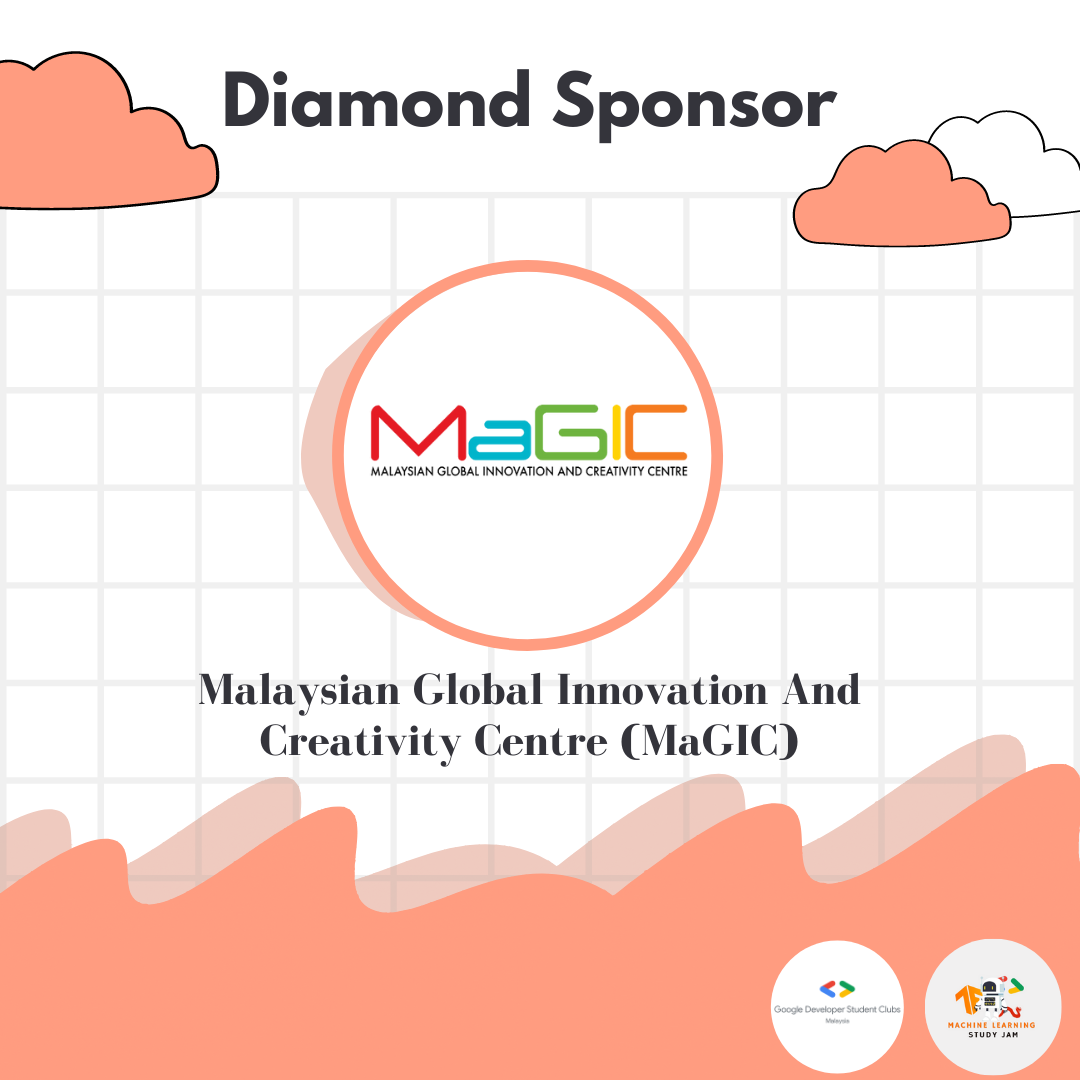 Diamond Sponsor
MaGIC
MALAYSIAN GLOBAL INNOVATION AND CREATIVITY CENTRE
Malaysian Global Innovation And
Creativity Centre (MaGIC)
Google Developer Student Clubs
Malaysia
MACHINE LEARNING
STUDY JAM